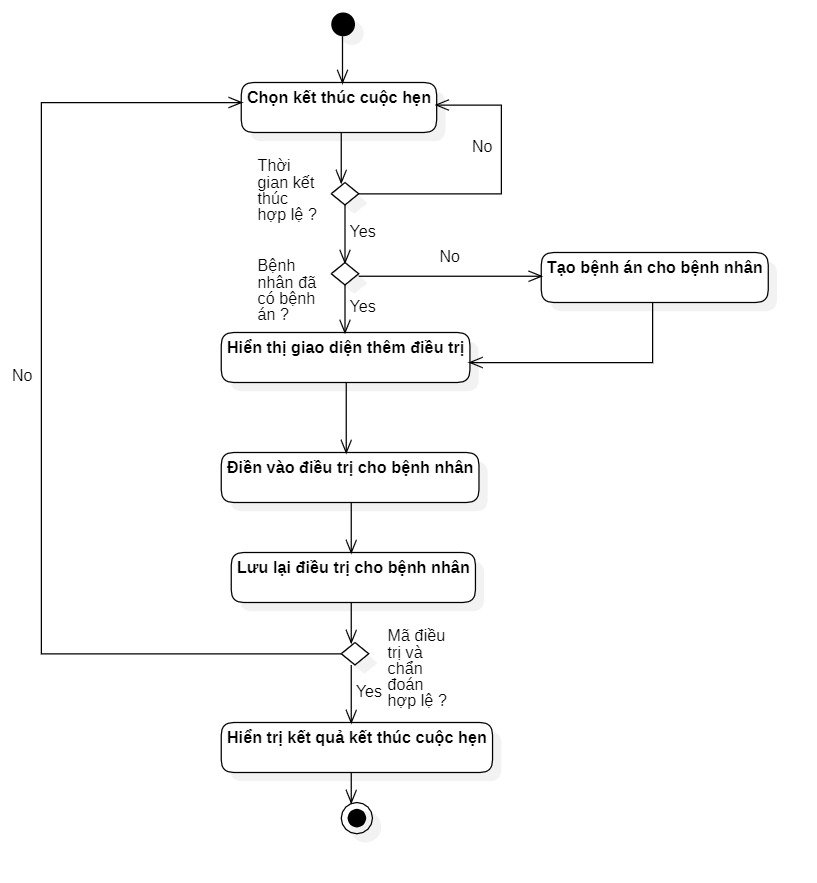 Chọn kết thúc cuộc hẹn
No
Thời
gian kết
thúc
hợp lệ ?
Yes
No
Bệnh
nhân đã
có bệnh
án ?
Tạo bệnh án cho bệnh nhân
Yes
Hiển thị giao diện thêm điều trị
No
Điền vào điều trị cho bệnh nhân
Lưu lại điều trị cho bệnh nhân
Mã điều
trị và
chẩn
đoán
hợp lệ ?
Yes
Hiển trị kết quả kết thúc cuộc hẹn